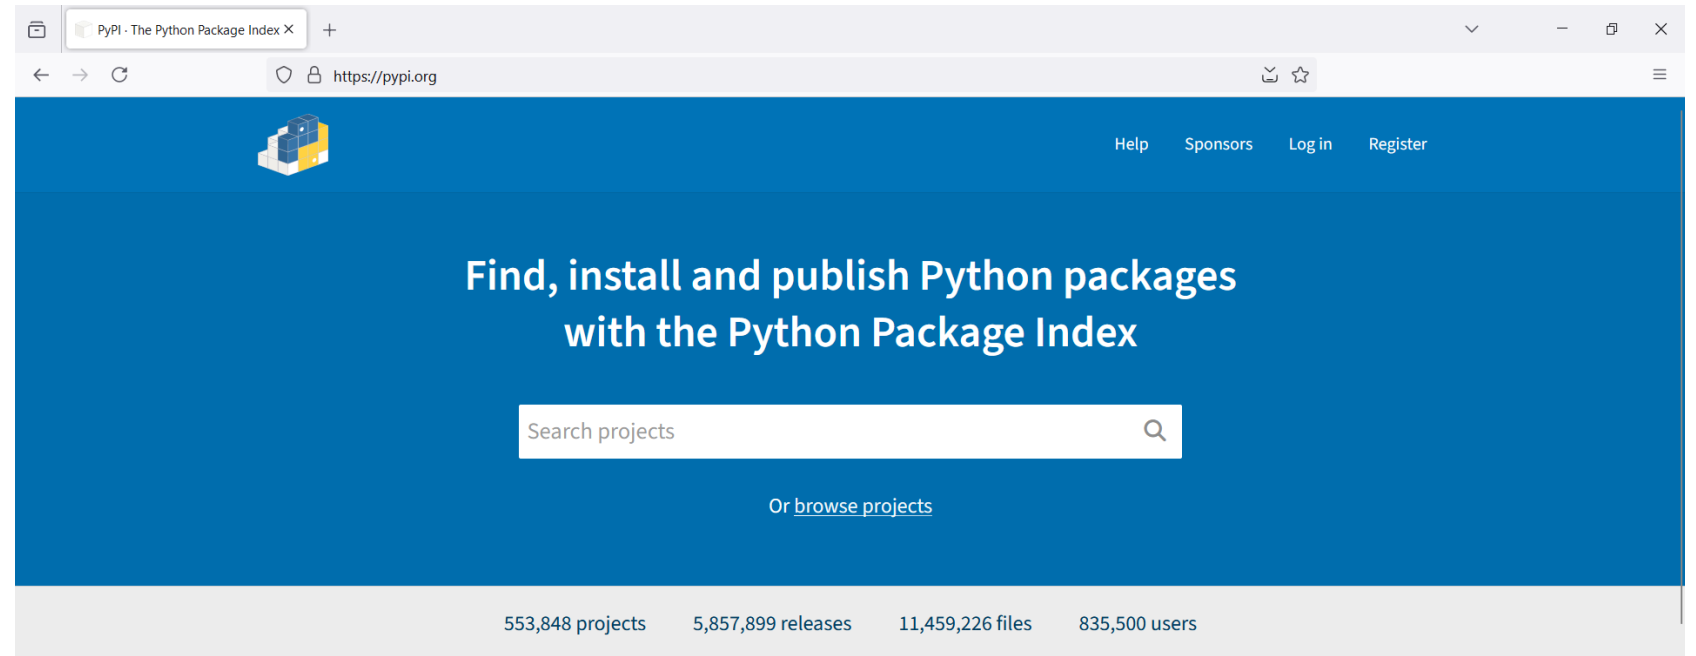 PyPI · The Python Package Index
https://pypi.org
Help Sponsors Log in Register
Find, install and publish Python packages
with the Python Package Index
Search projects
Or browse projects
553,848 projects 5,857,899 releases 11,459,226 files 835,500 users